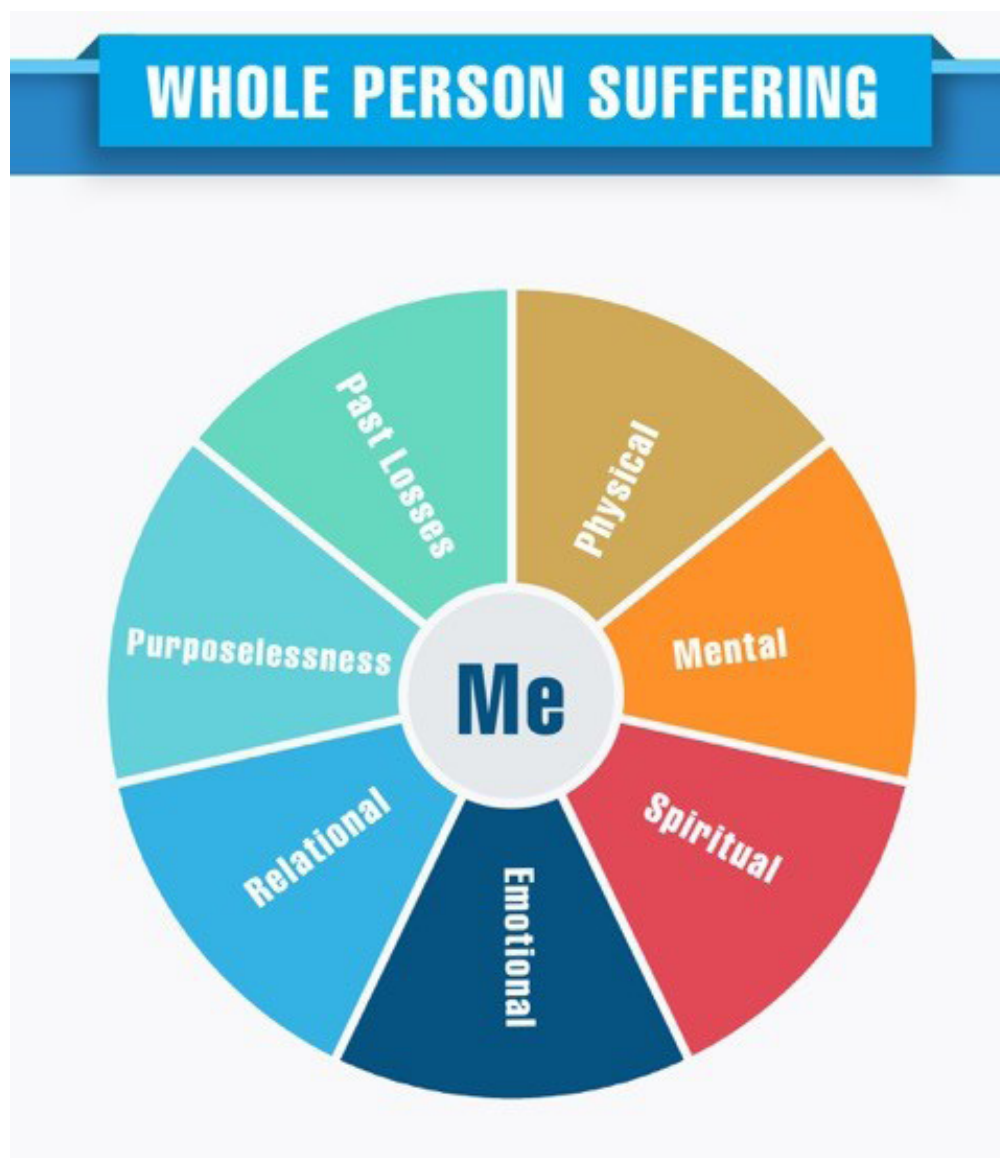 WHOLE PERSON SUFFERING
Physical
Mental
Spiritual
Emotional
Relational
Purposelessness
Past Losses
Me